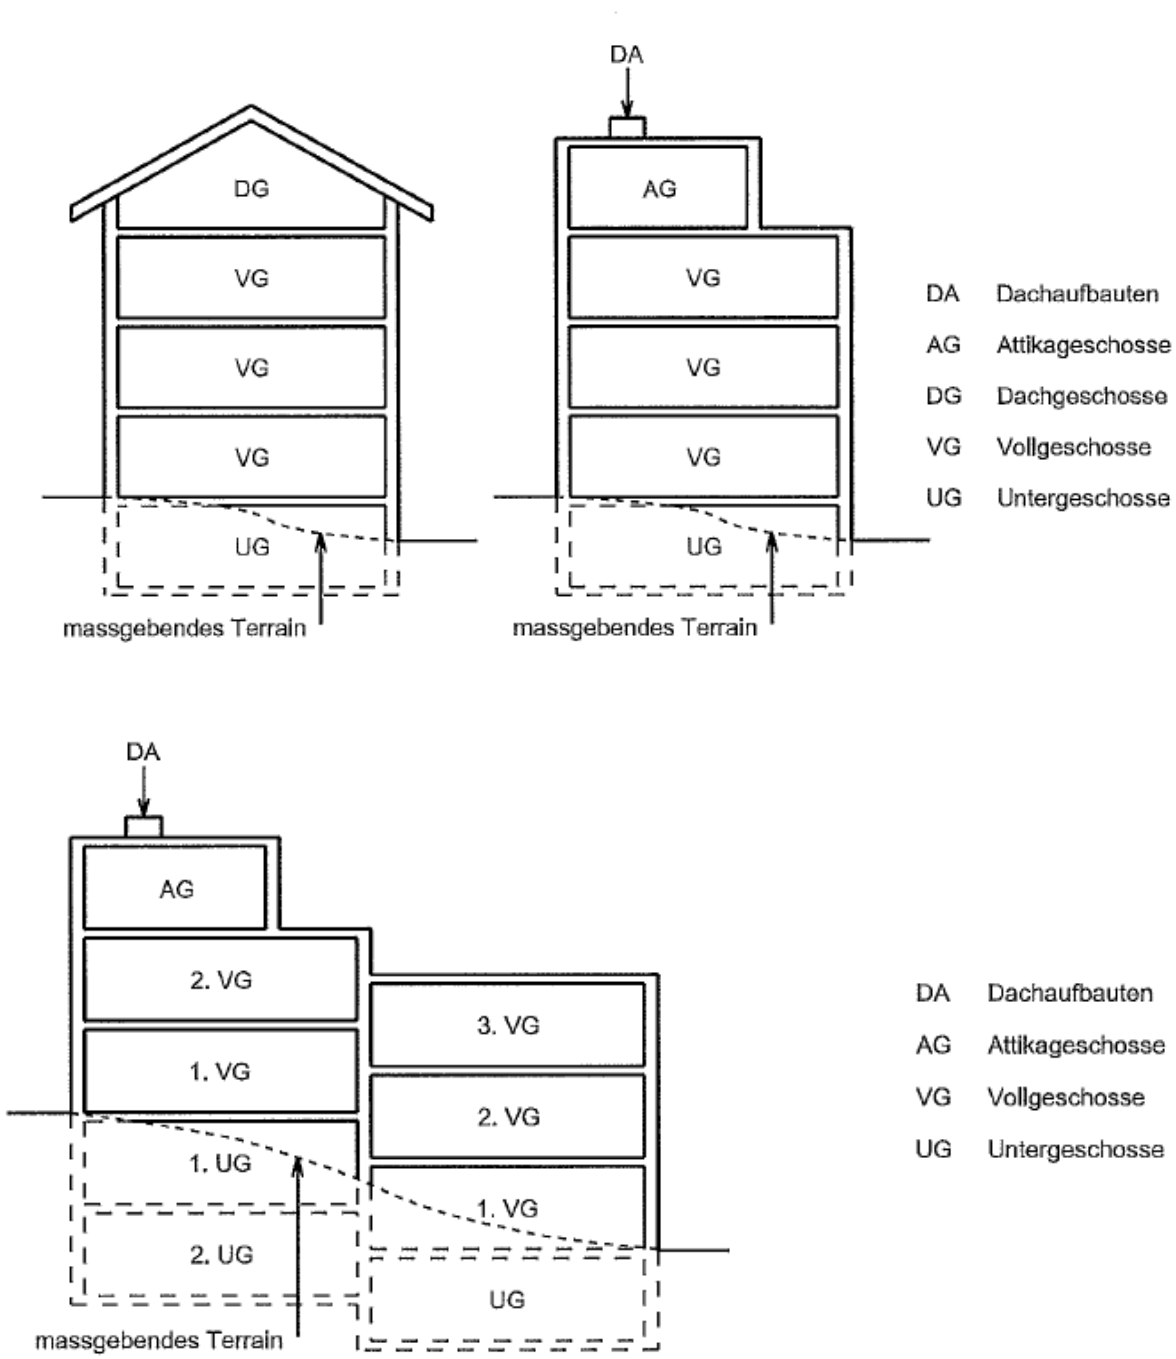 DA
DG
AG
VG
VG
VG
VG
VG
VG
UG
UG
massgebendes Terrain
massgebendes Terrain
DA Dachaufbauten
AG Attikageschosse
DG Dachgeschosse
VG Vollgeschosse
UG Untergeschosse
DA
AG
2. VG
3. VG
1. VG
2. VG
1. UG
1. VG
2. UG
UG
massgebendes Terrain
DA Dachaufbauten
AG Attikageschosse
VG Vollgeschosse
UG Untergeschosse